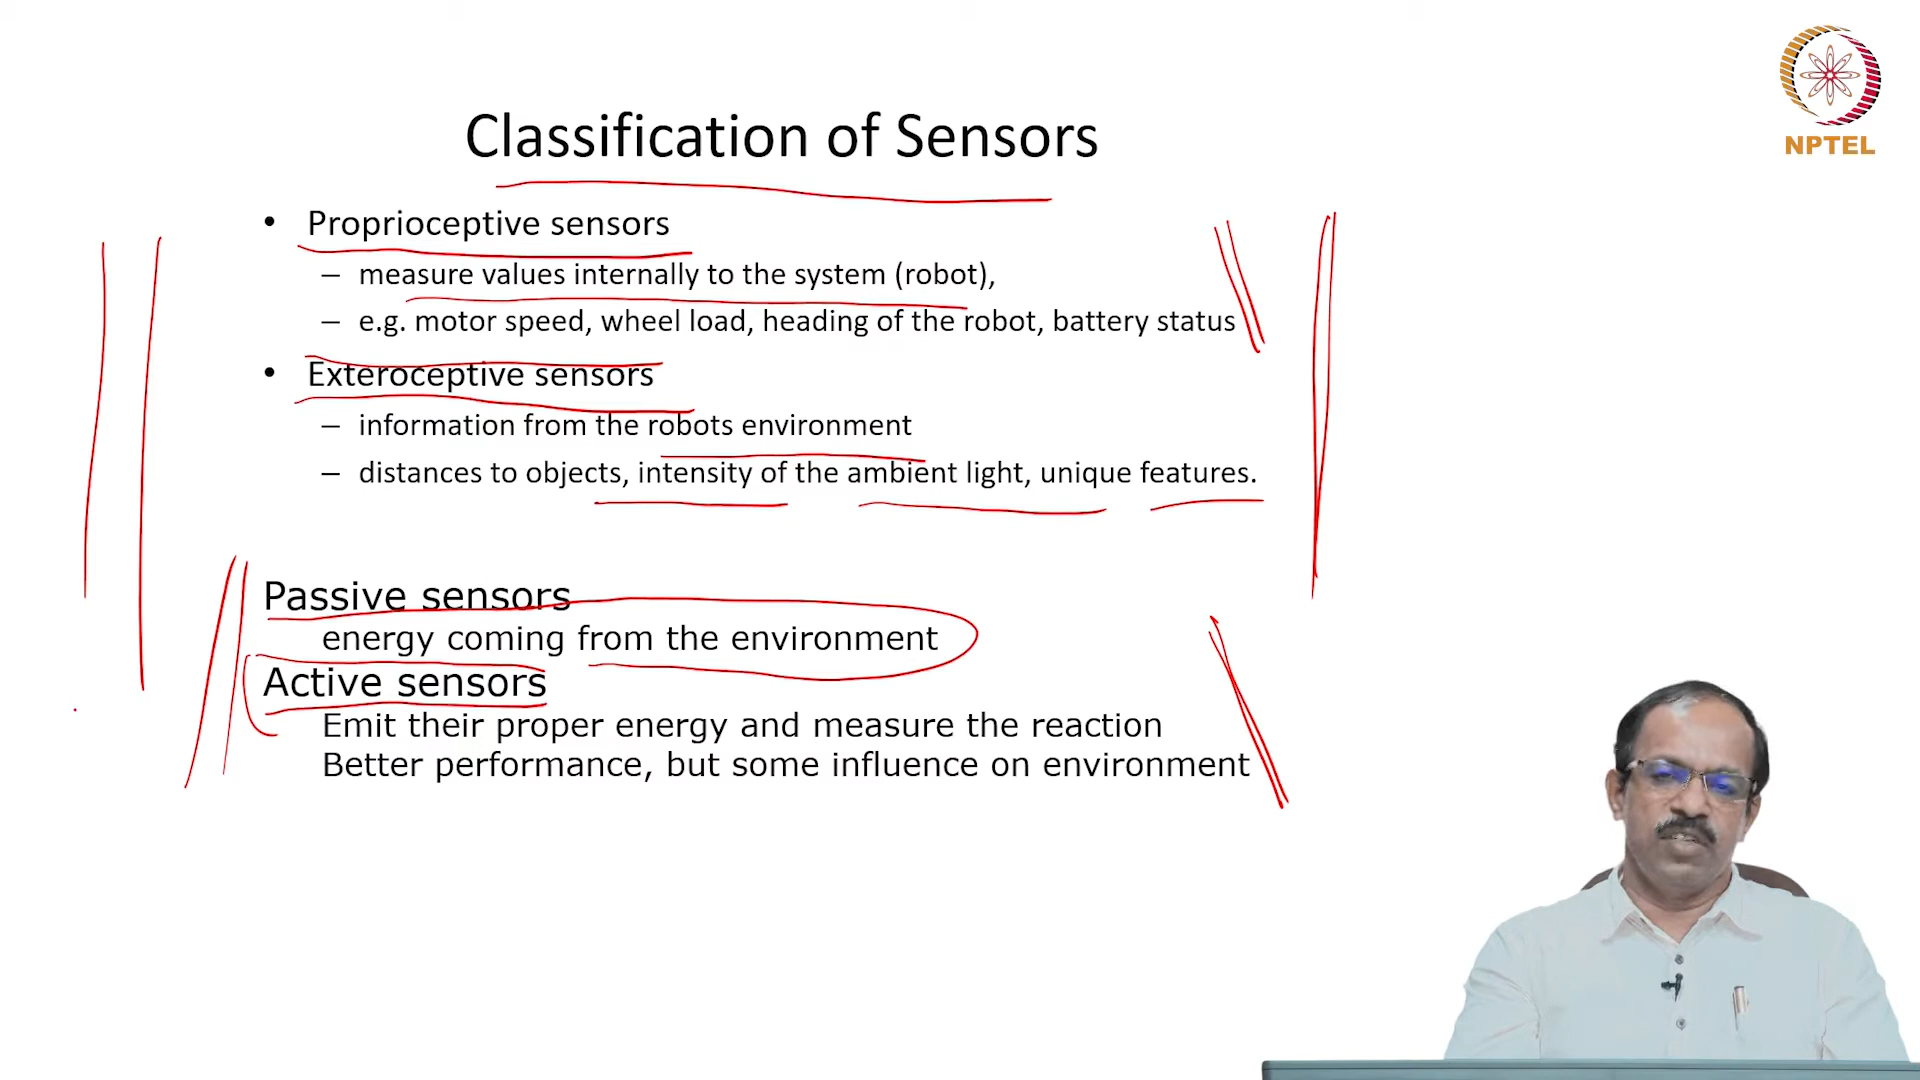 NPTEL
Classification of Sensors
• Proprioceptive sensors
– measure values internally to the system (robot),
– e.g. motor speed, wheel load, heading of the robot, battery status
• Exteroceptive sensors
– information from the robots environment
– distances to objects, intensity of the ambient light, unique features.
Passive sensors
energy coming from the environment
Active sensors
Emit their proper energy and measure the reaction
Better performance, but some influence on environment